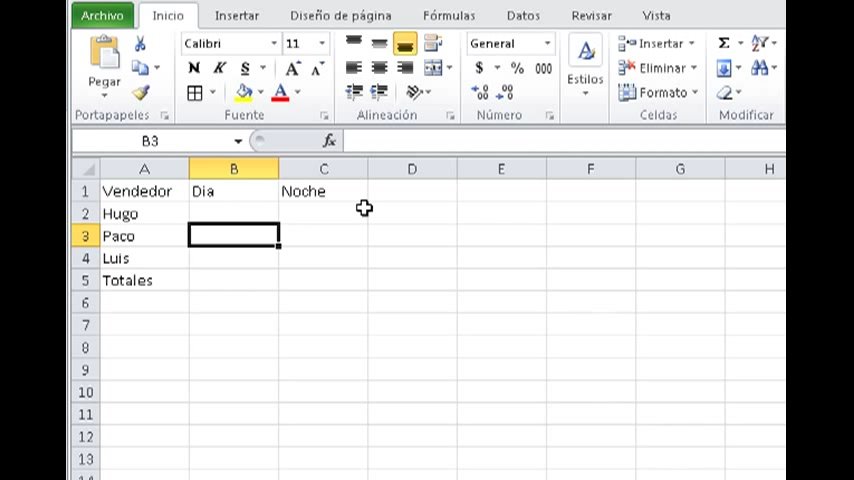 Archivo Inicio Insertar Diseño de página Fórmulas Datos Revisar Vista
Calibri 11 General Insertar Σ
Pegar N K S A A $ % 000 Estilos Eliminar
A Formato
Portapapeles Fuente Alineación Número Celdas Modificar
B3 fx
A B C D E F G H
1 Vendedor Dia Noche
2 Hugo
3 Paco
4 Luis
5 Totales
6
7
8
9
10
11
12
13